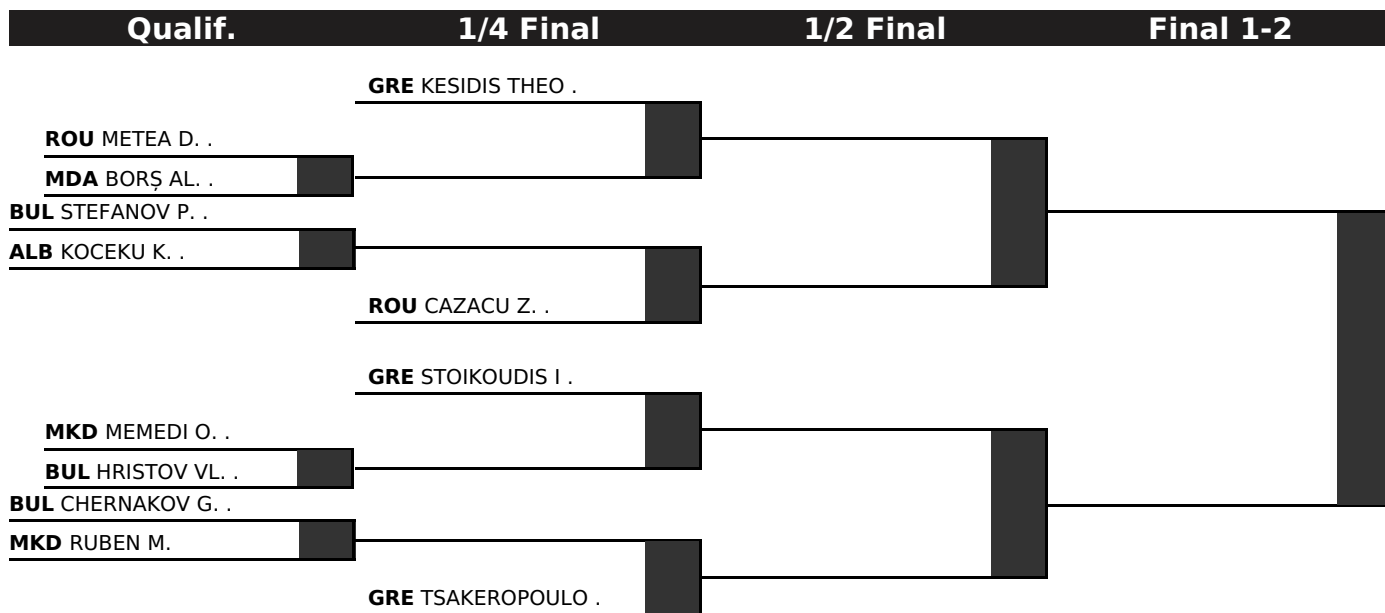 Qualif. 1/4 Final 1/2 Final Final 1-2
GRE KESIDIS THEO .
ROU METEA D. .
MDA BORȘ AL. .
BUL STEFANOV P. .
ALB KOCEKU K. .
ROU CAZACU Z. .
GRE STOIKOUDIS I .
MKD MEMEDI O. .
BUL HRISTOV VL. .
BUL CHERNAKOV G. .
MKD RUBEN M.
GRE TSAKEROPOULO .